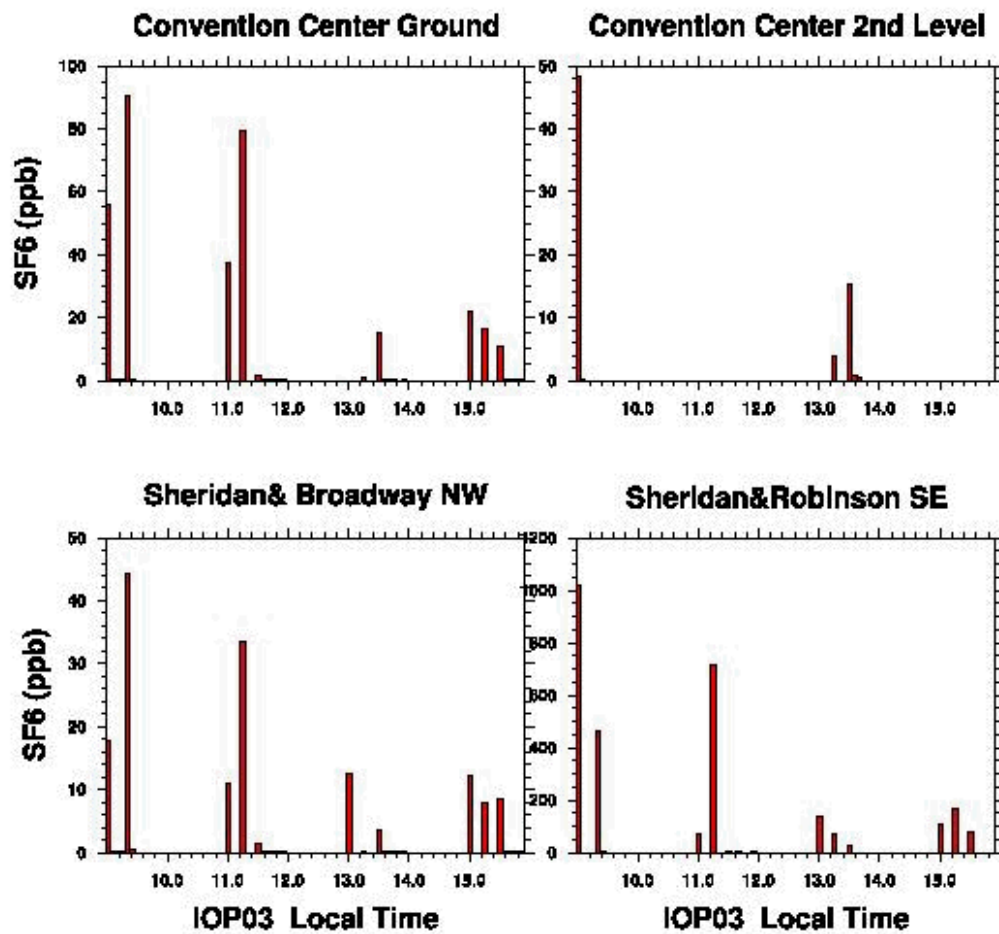 Convention Center Ground
Convention Center 2nd Level
SF6 (ppb)
100
80
60
40
20
0
10.0 11.0 12.0 13.0 14.0 15.0
50
40
30
20
10
0
10.0 11.0 12.0 13.0 14.0 15.0
Sheridan& Broadway NW
Sheridan&Robinson SE
SF6 (ppb)
50
40
30
20
10
0
10.0 11.0 12.0 13.0 14.0 15.0
IOP03 Local Time
1200
1000
800
600
400
200
0
10.0 11.0 12.0 13.0 14.0 15.0
IOP03 Local Time